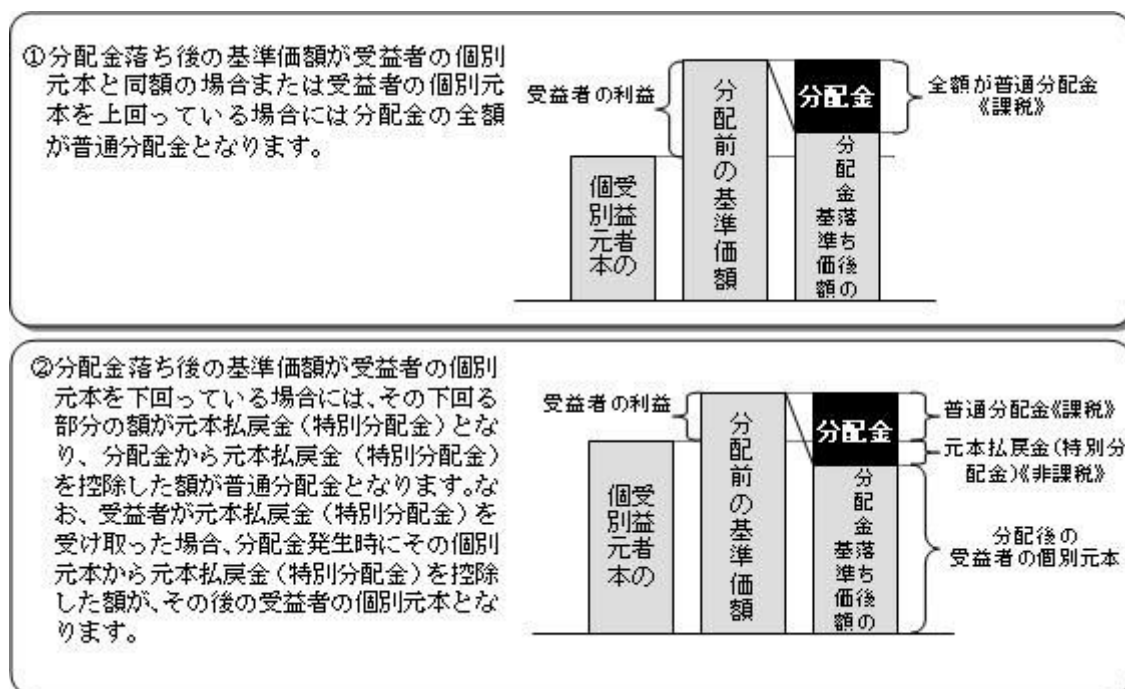 ①分配金落ち後の基準価額が受益者の個別
元本と同額の場合または受益者の個別元
本を上回っている場合には分配金の全額
が普通分配金となります。
受益者の利益
個別元本
受益者の
分配前の基準価額
分配金
基準価額
分配金落ち後の
全額が普通分配金
《課税》
②分配金落ち後の基準価額が受益者の個別
元本を下回っている場合には、その下回る
部分の額が元本払戻金(特別分配金)とな
り、分配金から元本払戻金(特別分配金)
を控除した額が普通分配金となります。な
お、受益者が元本払戻金(特別分配金)を
受け取った場合、分配金発生時にその個別
元本から元本払戻金(特別分配金)を控除
した額が、その後の受益者の個別元本とな
ります。
受益者の利益
受益者の
個別元本
分配前の基準価額
分配金
分配金落ち後の
基準価額
普通分配金《課税》
元本払戻金(特別分
配金)《非課税》
分配後の
受益者の個別元本